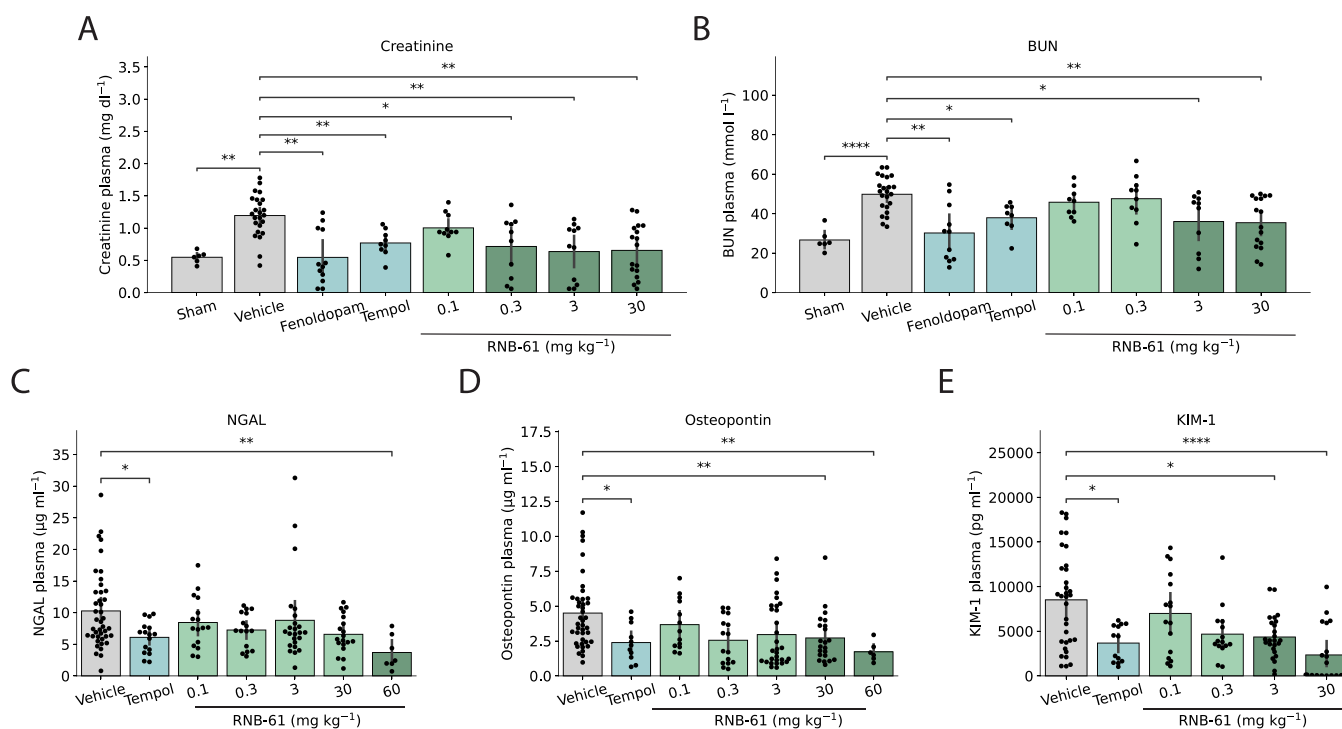 A
Creatinine
Creatinine plasma (mg dl⁻¹)
3.5
3.0
2.5
2.0
1.5
1.0
0.5
0.0
**
**
*
**
**
**
Sham
Vehicle
Fenoldopam
Tempol
0.1
0.3
3
30
RNB-61 (mg kg⁻¹)
B
BUN
BUN plasma (mmol l⁻¹)
100
80
60
40
20
0
**
*
*
**
****
Sham
Vehicle
Fenoldopam
Tempol
0.1
0.3
3
30
RNB-61 (mg kg⁻¹)
C
NGAL
NGAL plasma (µg ml⁻¹)
35
30
25
20
15
10
5
0
**
*
Vehicle
Tempol
0.1
0.3
3
30
60
RNB-61 (mg kg⁻¹)
D
Osteopontin
Osteopontin plasma (µg ml⁻¹)
17.5
15.0
12.5
10.0
7.5
5.0
2.5
0.0
**
**
*
Vehicle
Tempol
0.1
0.3
3
30
60
RNB-61 (mg kg⁻¹)
E
KIM-1
KIM-1 plasma (pg ml⁻¹)
25000
20000
15000
10000
5000
0
****
*
*
Vehicle
Tempol
0.1
0.3
3
30
RNB-61 (mg kg⁻¹)